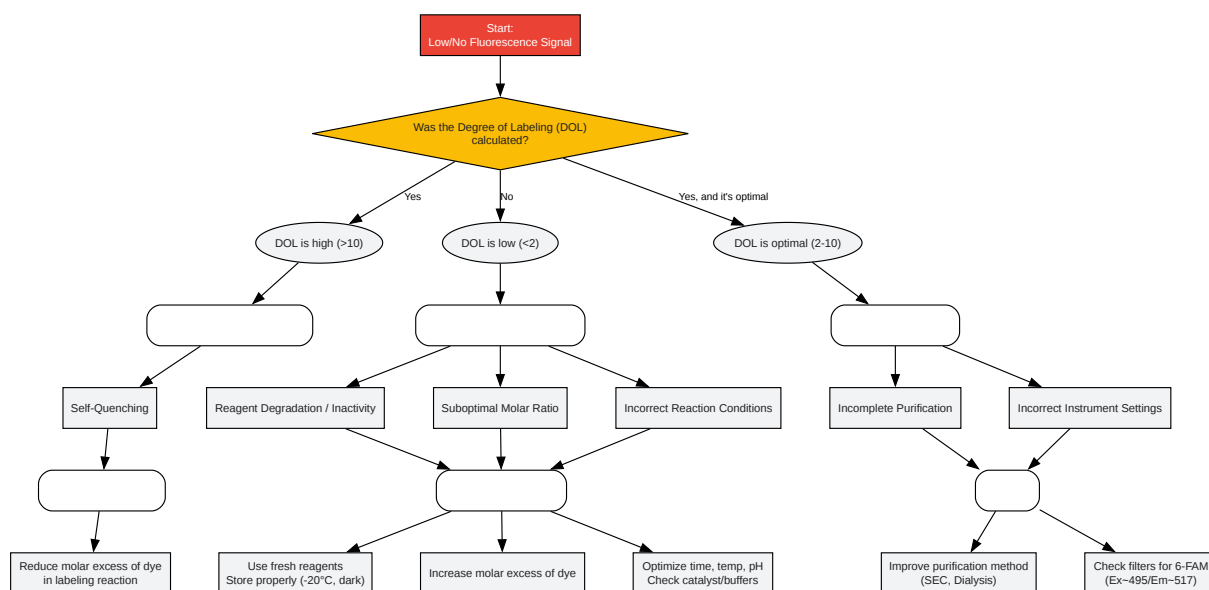 Start:
Low/No Fluorescence Signal
Was the Degree of Labeling (DOL)
calculated?
Yes
No
Yes, and it's optimal
DOL is high (>10)
DOL is low (<2)
DOL is optimal (2-10)
Self-Quenching
Reagent Degradation / Inactivity
Suboptimal Molar Ratio
Incorrect Reaction Conditions
Incomplete Purification
Incorrect Instrument Settings
Reduce molar excess of dye
in labeling reaction
Use fresh reagents
Store properly (-20°C, dark)
Increase molar excess of dye
Optimize time, temp, pH
Check catalyst/buffers
Improve purification method
(SEC, Dialysis)
Check filters for 6-FAM
(Ex~495/Em~517)